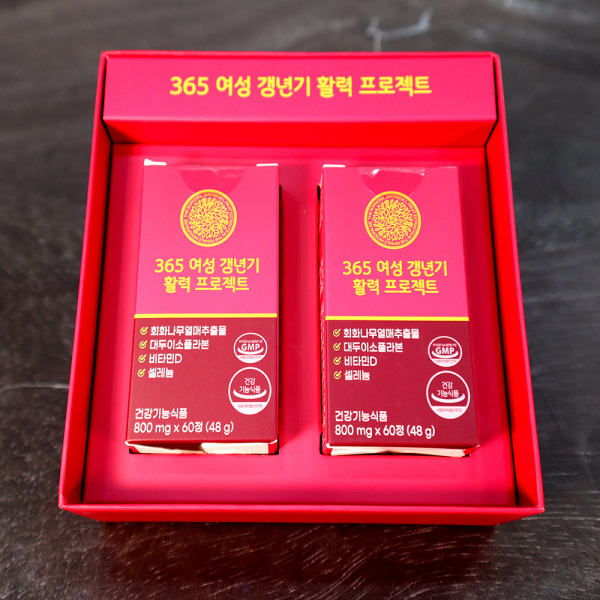 365 여성 갱년기 활력 프로젝트
365 여성 갱년기
활력 프로젝트
회화나무열매추출물
대두이소플라본
비타민D
셀레늄
GMP
건강
기능식품
건강기능식품
800 mg x 60정 (48 g)
365 여성 갱년기
활력 프로젝트
회화나무열매추출물
대두이소플라본
비타민D
셀레늄
GMP
건강
기능식품
건강기능식품
800 mg x 60정 (48 g)